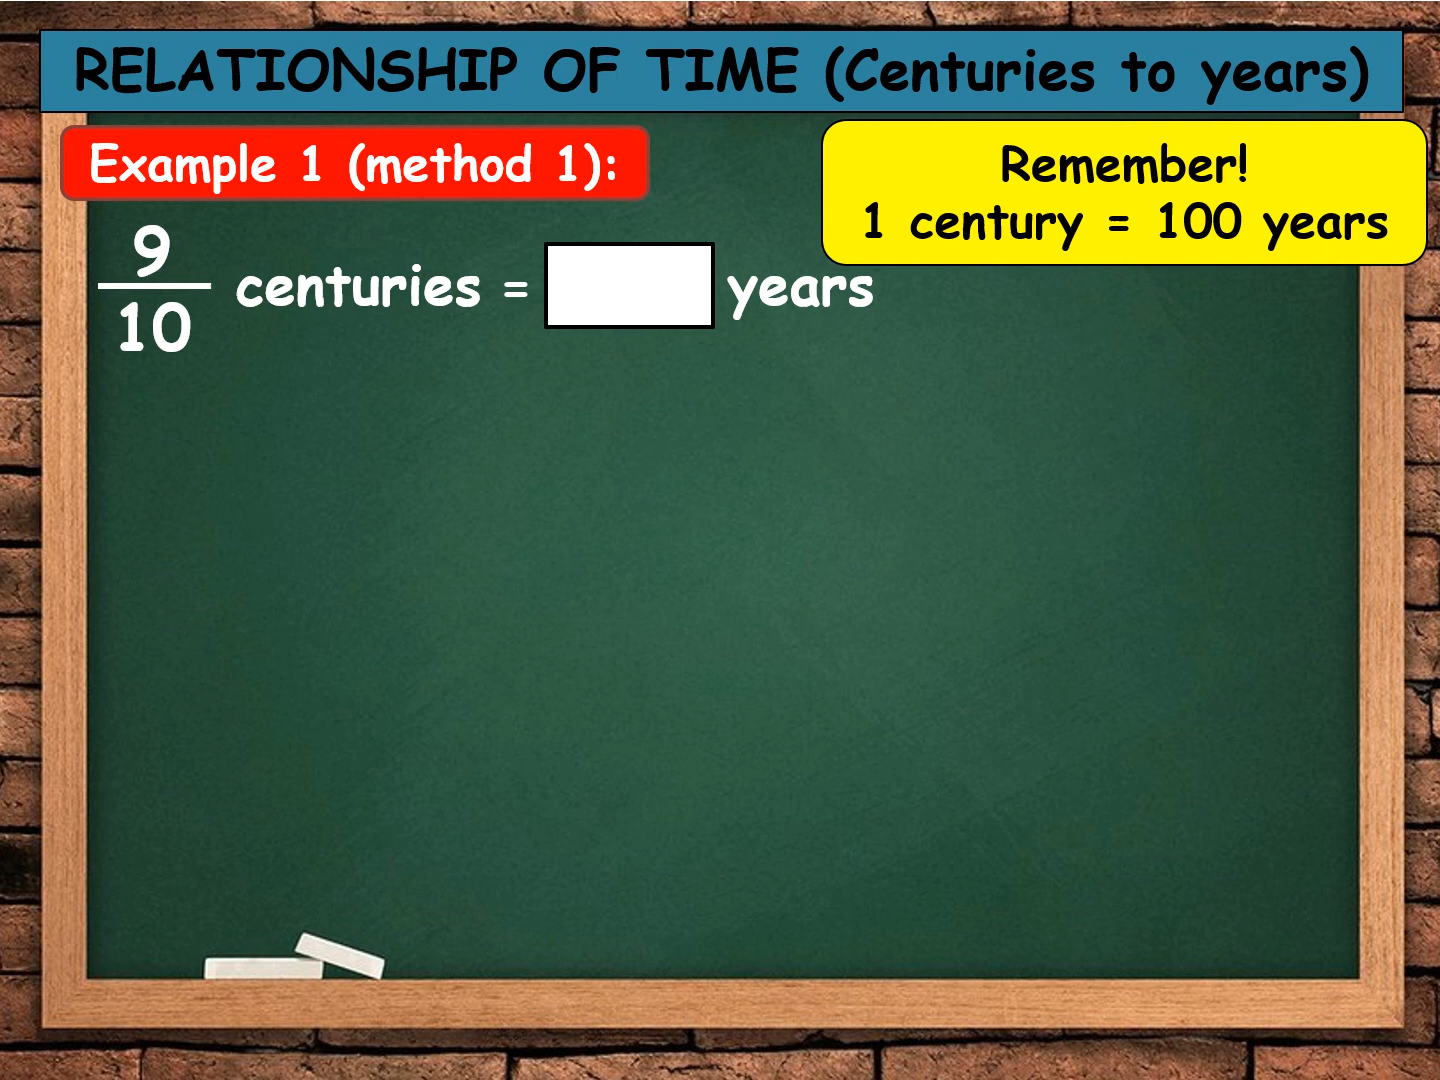 RELATIONSHIP OF TIME (Centuries to years)
Example 1 (method 1):
Remember!
1 century = 100 years
9
10
centuries = years